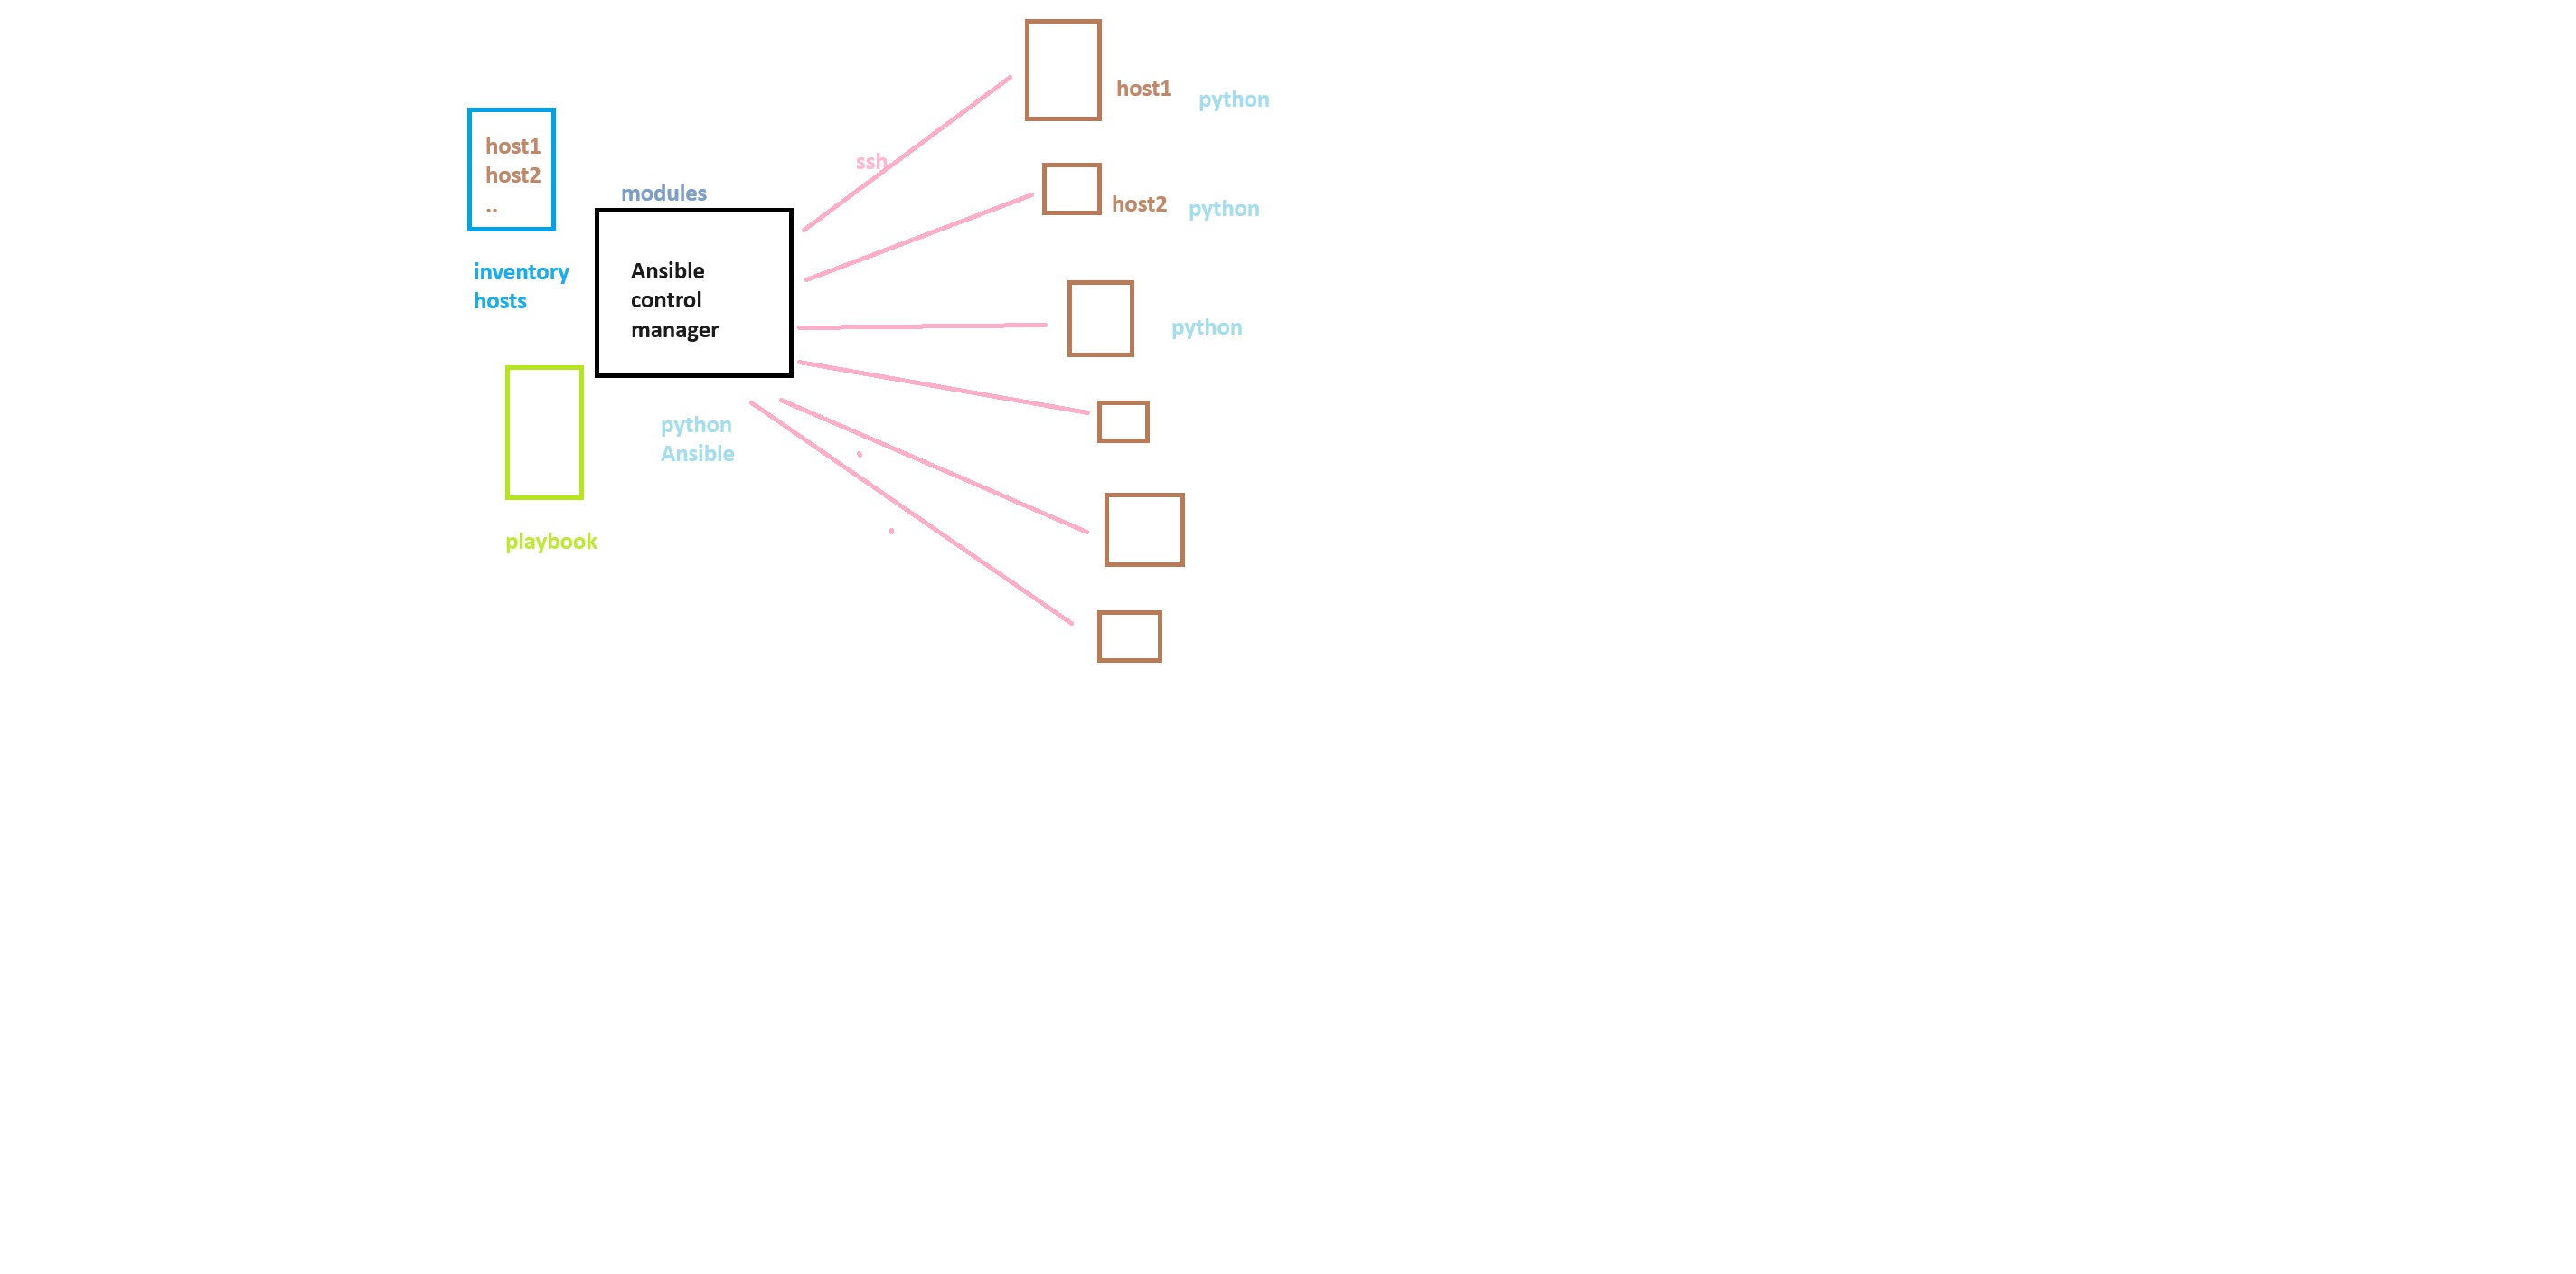 host1
python
host1
host2
..
ssh
modules
host2
python
Ansible
control
manager
inventory
hosts
python
python
Ansible
playbook